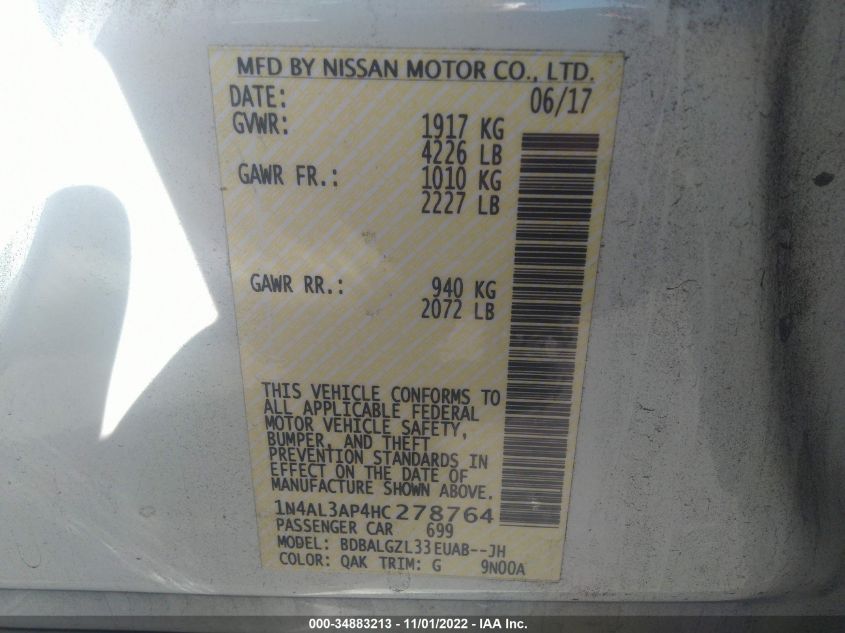 MFD BY NISSAN MOTOR CO., LTD.
DATE: 06/17
GVWR: 1917 KG
4226 LB
GAWR FR.: 1010 KG
2227 LB
GAWR RR.: 940 KG
2072 LB
THIS VEHICLE CONFORMS TO
ALL APPLICABLE FEDERAL
MOTOR VEHICLE SAFETY,
BUMPER, AND THEFT
PREVENTION STANDARDS IN
EFFECT ON THE DATE OF
MANUFACTURE SHOWN ABOVE.
1N4AL3AP4HC278764
PASSENGER CAR 699
MODEL: BDBALGZL33EUAB--JH
COLOR: QAK TRIM: G 9N00A
000-34883213 - 11/01/2022 - IAA Inc.